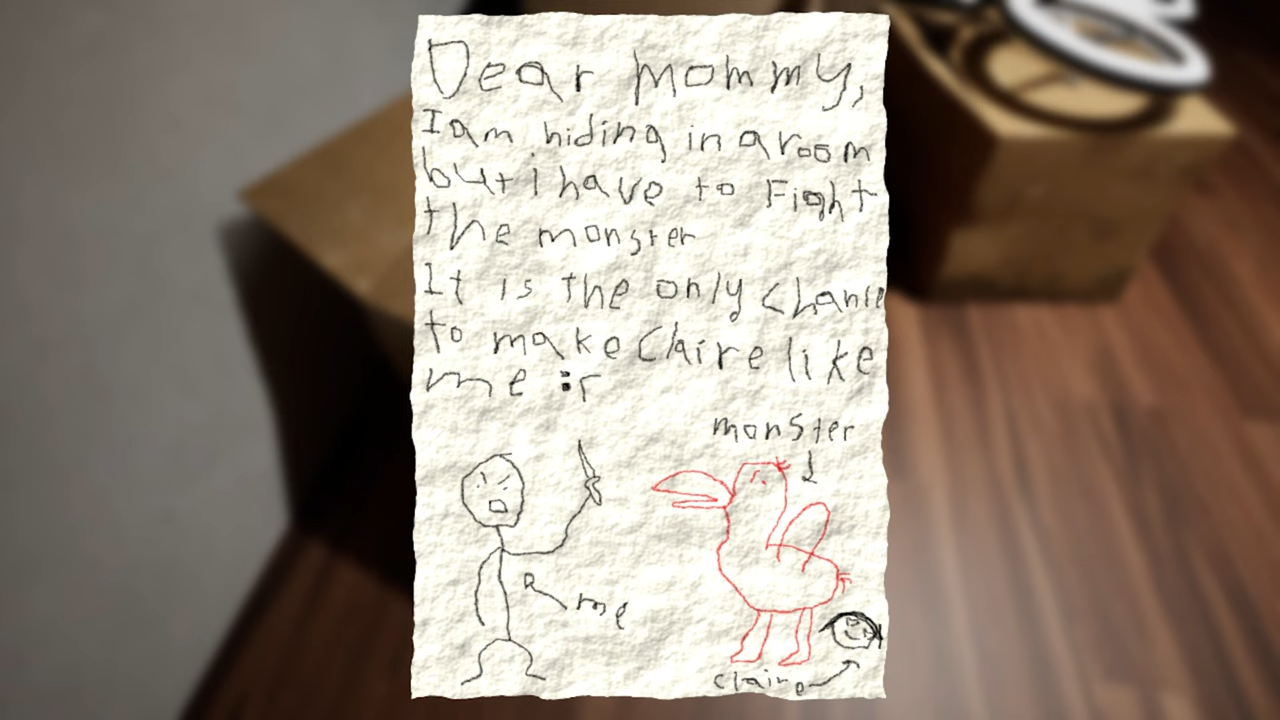 Dear mommy,
I am hiding in a room
but i have to Fight
the monster
It is the only chance
to make Claire like
me :r
monster
me
claire